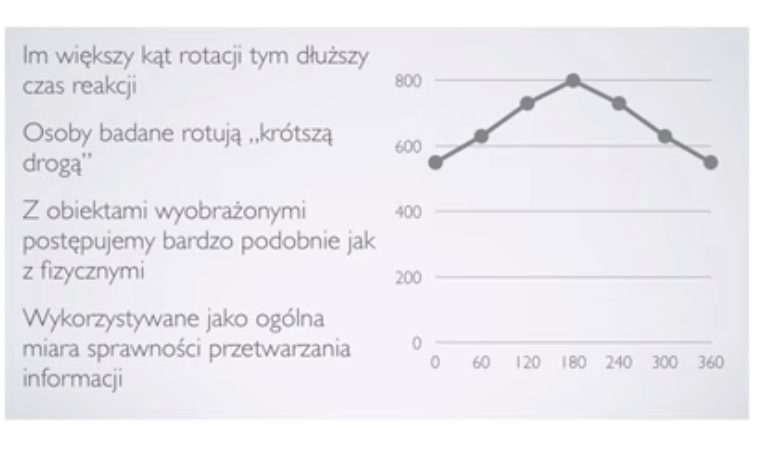 Im większy kąt rotacji tym dłuższy
czas reakcji
Osoby badane rotują „krótszą
drogą”
Z obiektami wyobrażonymi
postępujemy bardzo podobnie jak
z fizycznymi
Wykorzystywane jako ogólna
miara sprawności przetwarzania
informacji
800
600
400
200
0
0 60 120 180 240 300 360